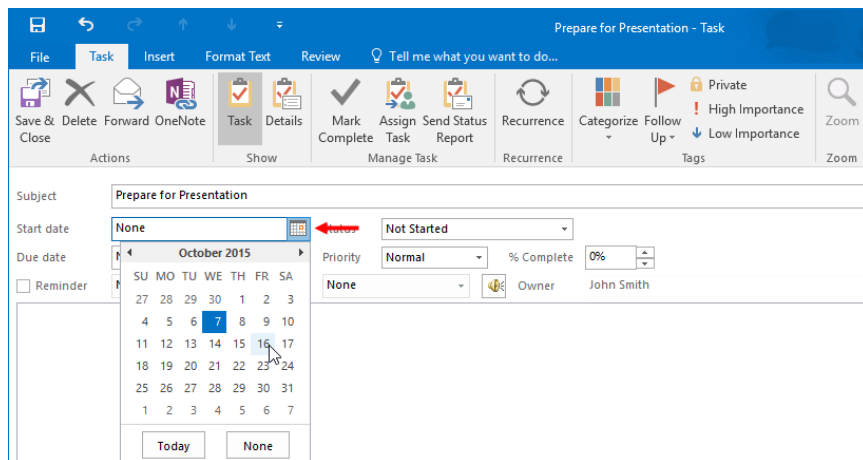 Prepare for Presentation - Task
File Task Insert Format Text Review Tell me what you want to do...
Save & Close Delete Forward OneNote Task Details Mark Complete Assign Task Send Status Report Recurrence Categorize Follow Up Private
High Importance
Low Importance
Zoom
Actions Show Manage Task Recurrence Tags Zoom
Subject Prepare for Presentation
Start date None Status Not Started
Due date Priority Normal % Complete 0%
Reminder None Owner John Smith
October 2015
SU MO TU WE TH FR SA
27 28 29 30 1 2 3
4 5 6 7 8 9 10
11 12 13 14 15 16 17
18 19 20 21 22 23 24
25 26 27 28 29 30 31
1 2 3 4 5 6 7
Today None